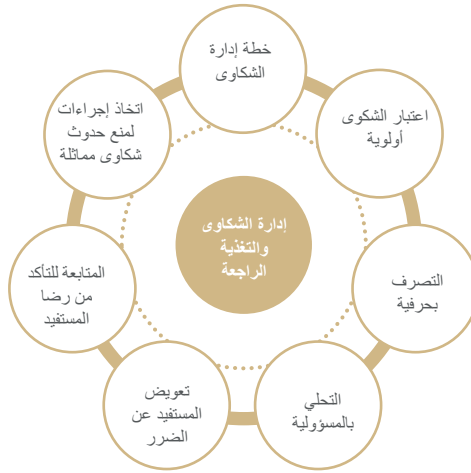 خطة إدارة
الشكاوى
اعتبار الشكوى
أولوية
التصرف
بحرفية
التحلي
بالمسؤولية
تعويض
المستفيد عن
الضرر
المتابعة للتأكد
من رضا
المستفيد
اتخاذ إجراءات
لمنع حدوث
شكاوى مماثلة
إدارة الشكاوى
والتغذية
الراجعة